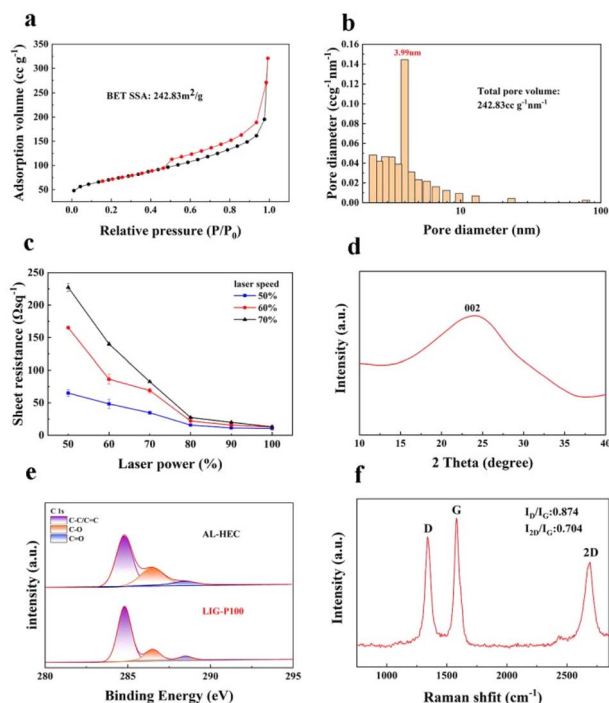 a
350
300
250
200
150
100
50
0.0 0.2 0.4 0.6 0.8 1.0
Adsorption volume (cc g-1)
BET SSA: 242.83m2/g
Relative pressure (P/P0)
b
0.16
0.14
0.12
0.10
0.08
0.06
0.04
0.02
0.00
10 100
Pore diameter (ccg-1nm-1)
3.99nm
Total pore volume:
242.83cc g-1nm-1
Pore diameter (nm)
c
250
200
150
100
50
0
50 60 70 80 90 100
Sheet resistance (Ωsq-1)
laser speed
50%
60%
70%
Laser power (%)
d
002
Intensity (a.u.)
10 15 20 25 30 35 40
2 Theta (degree)
e
C 1s
C-C/C=C
C-O
C=O
AL-HEC
LIG-P100
intensity (a.u.)
280 285 290 295
Binding Energy (eV)
f
D
G
2D
ID/IG:0.874
I2D/IG:0.704
Intensity (a.u.)
1000 1500 2000 2500
Raman shfit (cm-1)